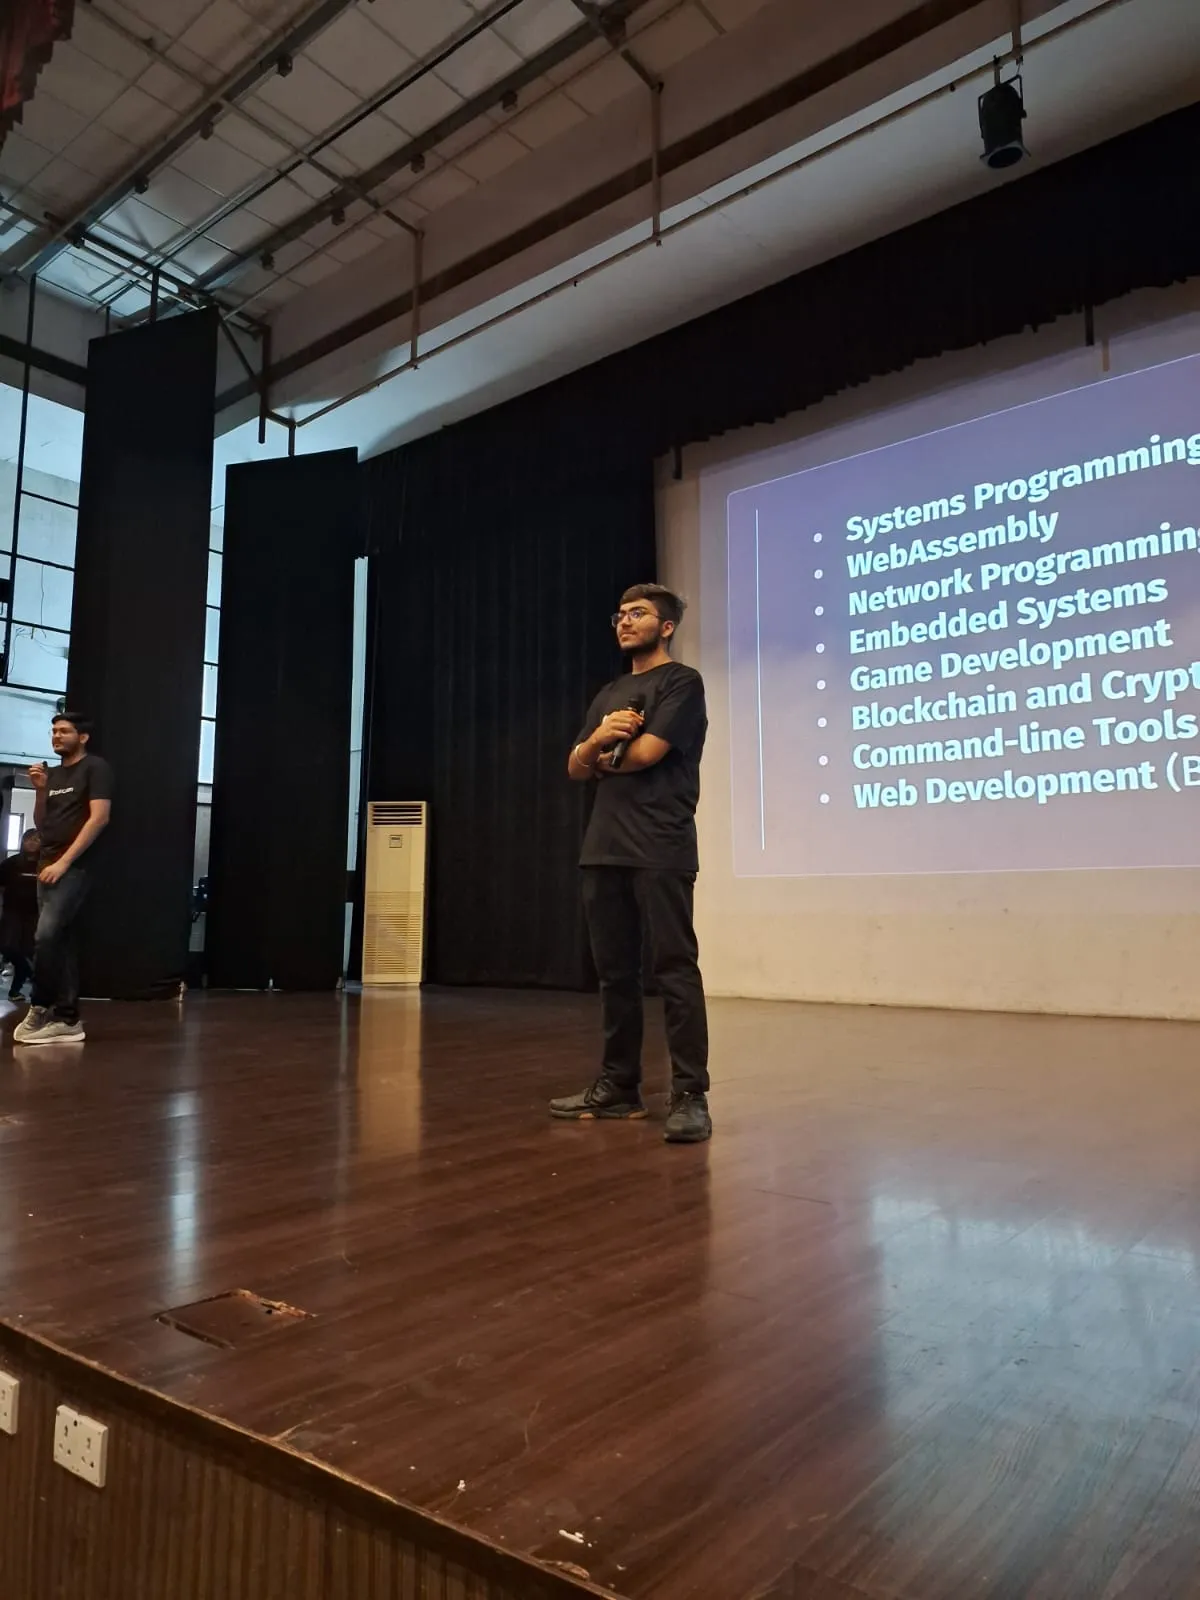 Systems Programming
WebAssembly
Network Programming
Embedded Systems
Game Development
Blockchain and Crypt
Command-line Tools
Web Development (B